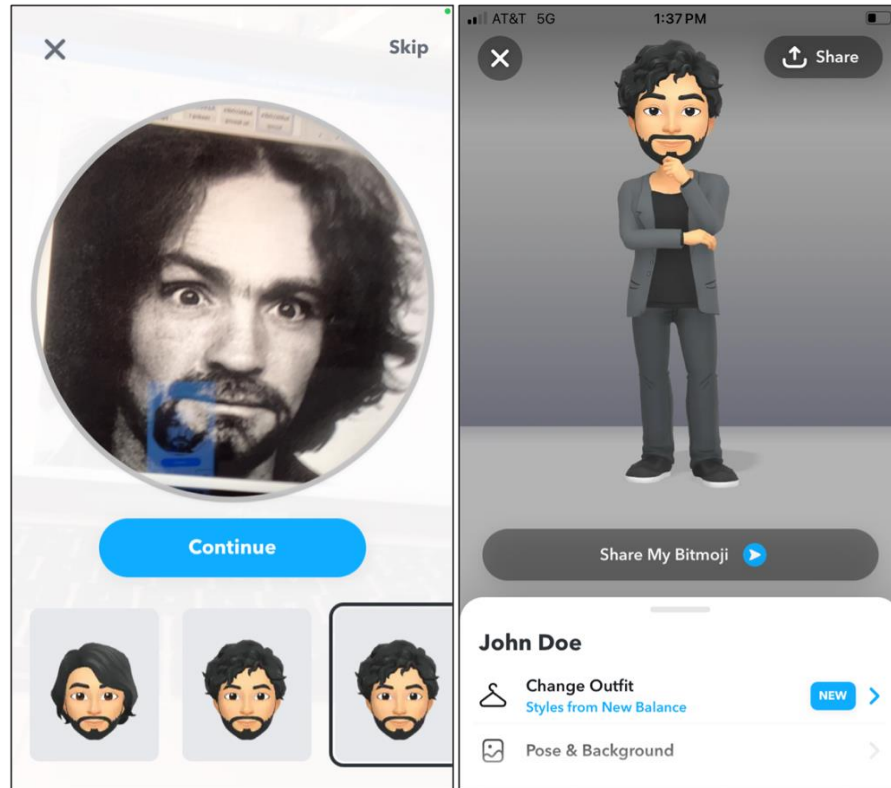 Skip
Continue
AT&T 5G
1:37 PM
Share
Share My Bitmoji
John Doe
Change Outfit
Styles from New Balance
NEW
Pose & Background